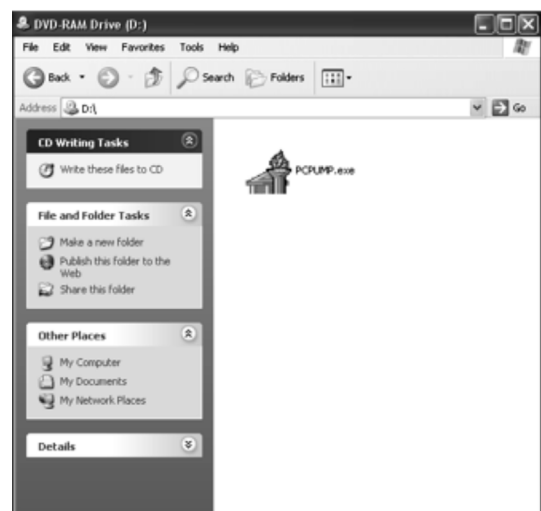 DVD-RAM Drive (D:)
File Edit View Favorites Tools Help
Back Search Folders
Address D:\ Go
CD Writing Tasks
Write these files to CD
PCPUMP.exe
File and Folder Tasks
Make a new folder
Publish this folder to the
Web
Share this folder
Other Places
My Computer
My Documents
My Network Places
Details